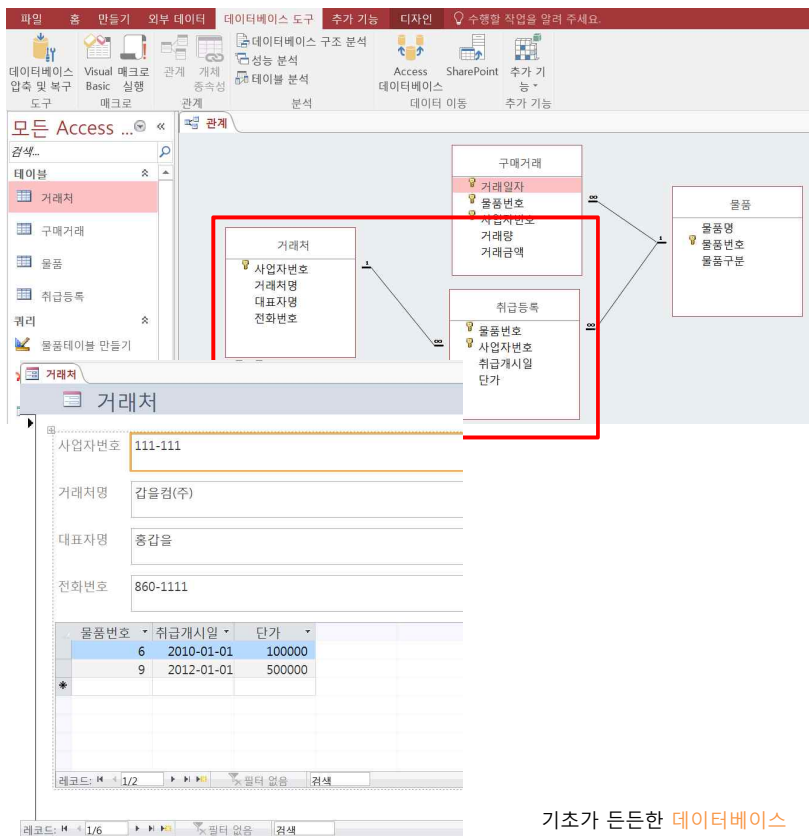 파일 홈 만들기 외부 데이터 데이터베이스 도구 추가 기능 디자인 수행할 작업을 알려 주세요.
데이터베이스 압축 및 복구
Visual Basic
매크로 실행
관계
개체 종속성
데이터베이스 구조 분석
성능 분석
테이블 분석
Access 데이터베이스
SharePoint
추가 기능
도구 매크로 관계 분석 데이터 이동 추가 기능
모든 Access ... «
검색...
테이블
거래처
구매거래
물품
취급등록
쿼리
물품테이블 만들기
관계
구매거래
거래일자
물품번호
사업자번호
거래량
거래금액
∞
물품
물품명
물품번호
물품구분
1
거래처
사업자번호
거래처명
대표자명
전화번호
1
∞
취급등록
물품번호
사업자번호
취급개시일
단가
∞
거래처
거래처
사업자번호 111-111
거래처명 갑을컴(주)
대표자명 홍갑을
전화번호 860-1111
물품번호 취급개시일 단가
6 2010-01-01 100000
9 2012-01-01 500000
레코드: 1/2 필터 없음 검색
레코드: 1/6 필터 없음 검색
기초가 든든한 데이터베이스